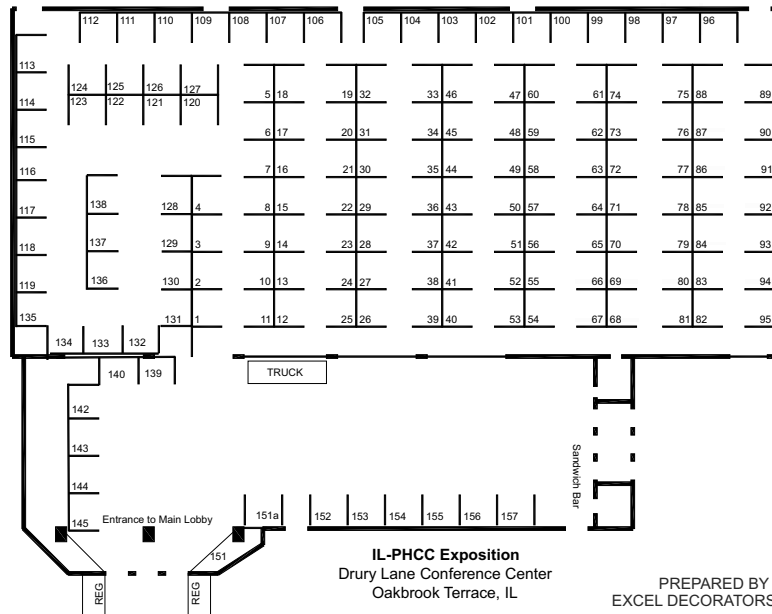 112 111 110 109 108 107 106 105 104 103 102 101 100 99 98 97 96
113
124 125 126 127
123 122 121 120
5 18 19 32 33 46 47 60 61 74 75 88 89
114
6 17 20 31 34 45 48 59 62 73 76 87 90
115
7 16 21 30 35 44 49 58 63 72 77 86 91
116
138 128 4 8 15 22 29 36 43 50 57 64 71 78 85 92
117
137 129 3 9 14 23 28 37 42 51 56 65 70 79 84 93
118
136 130 2 10 13 24 27 38 41 52 55 66 69 80 83 94
119
135 131 1 11 12 25 26 39 40 53 54 67 68 81 82 95
134 133 132
140 139
TRUCK
142
143
Sandwich Bar
144
145
Entrance to Main Lobby
151a 152 153 154 155 156 157
151
REG REG
IL-PHCC Exposition
Drury Lane Conference Center
Oakbrook Terrace, IL
PREPARED BY
EXCEL DECORATORS